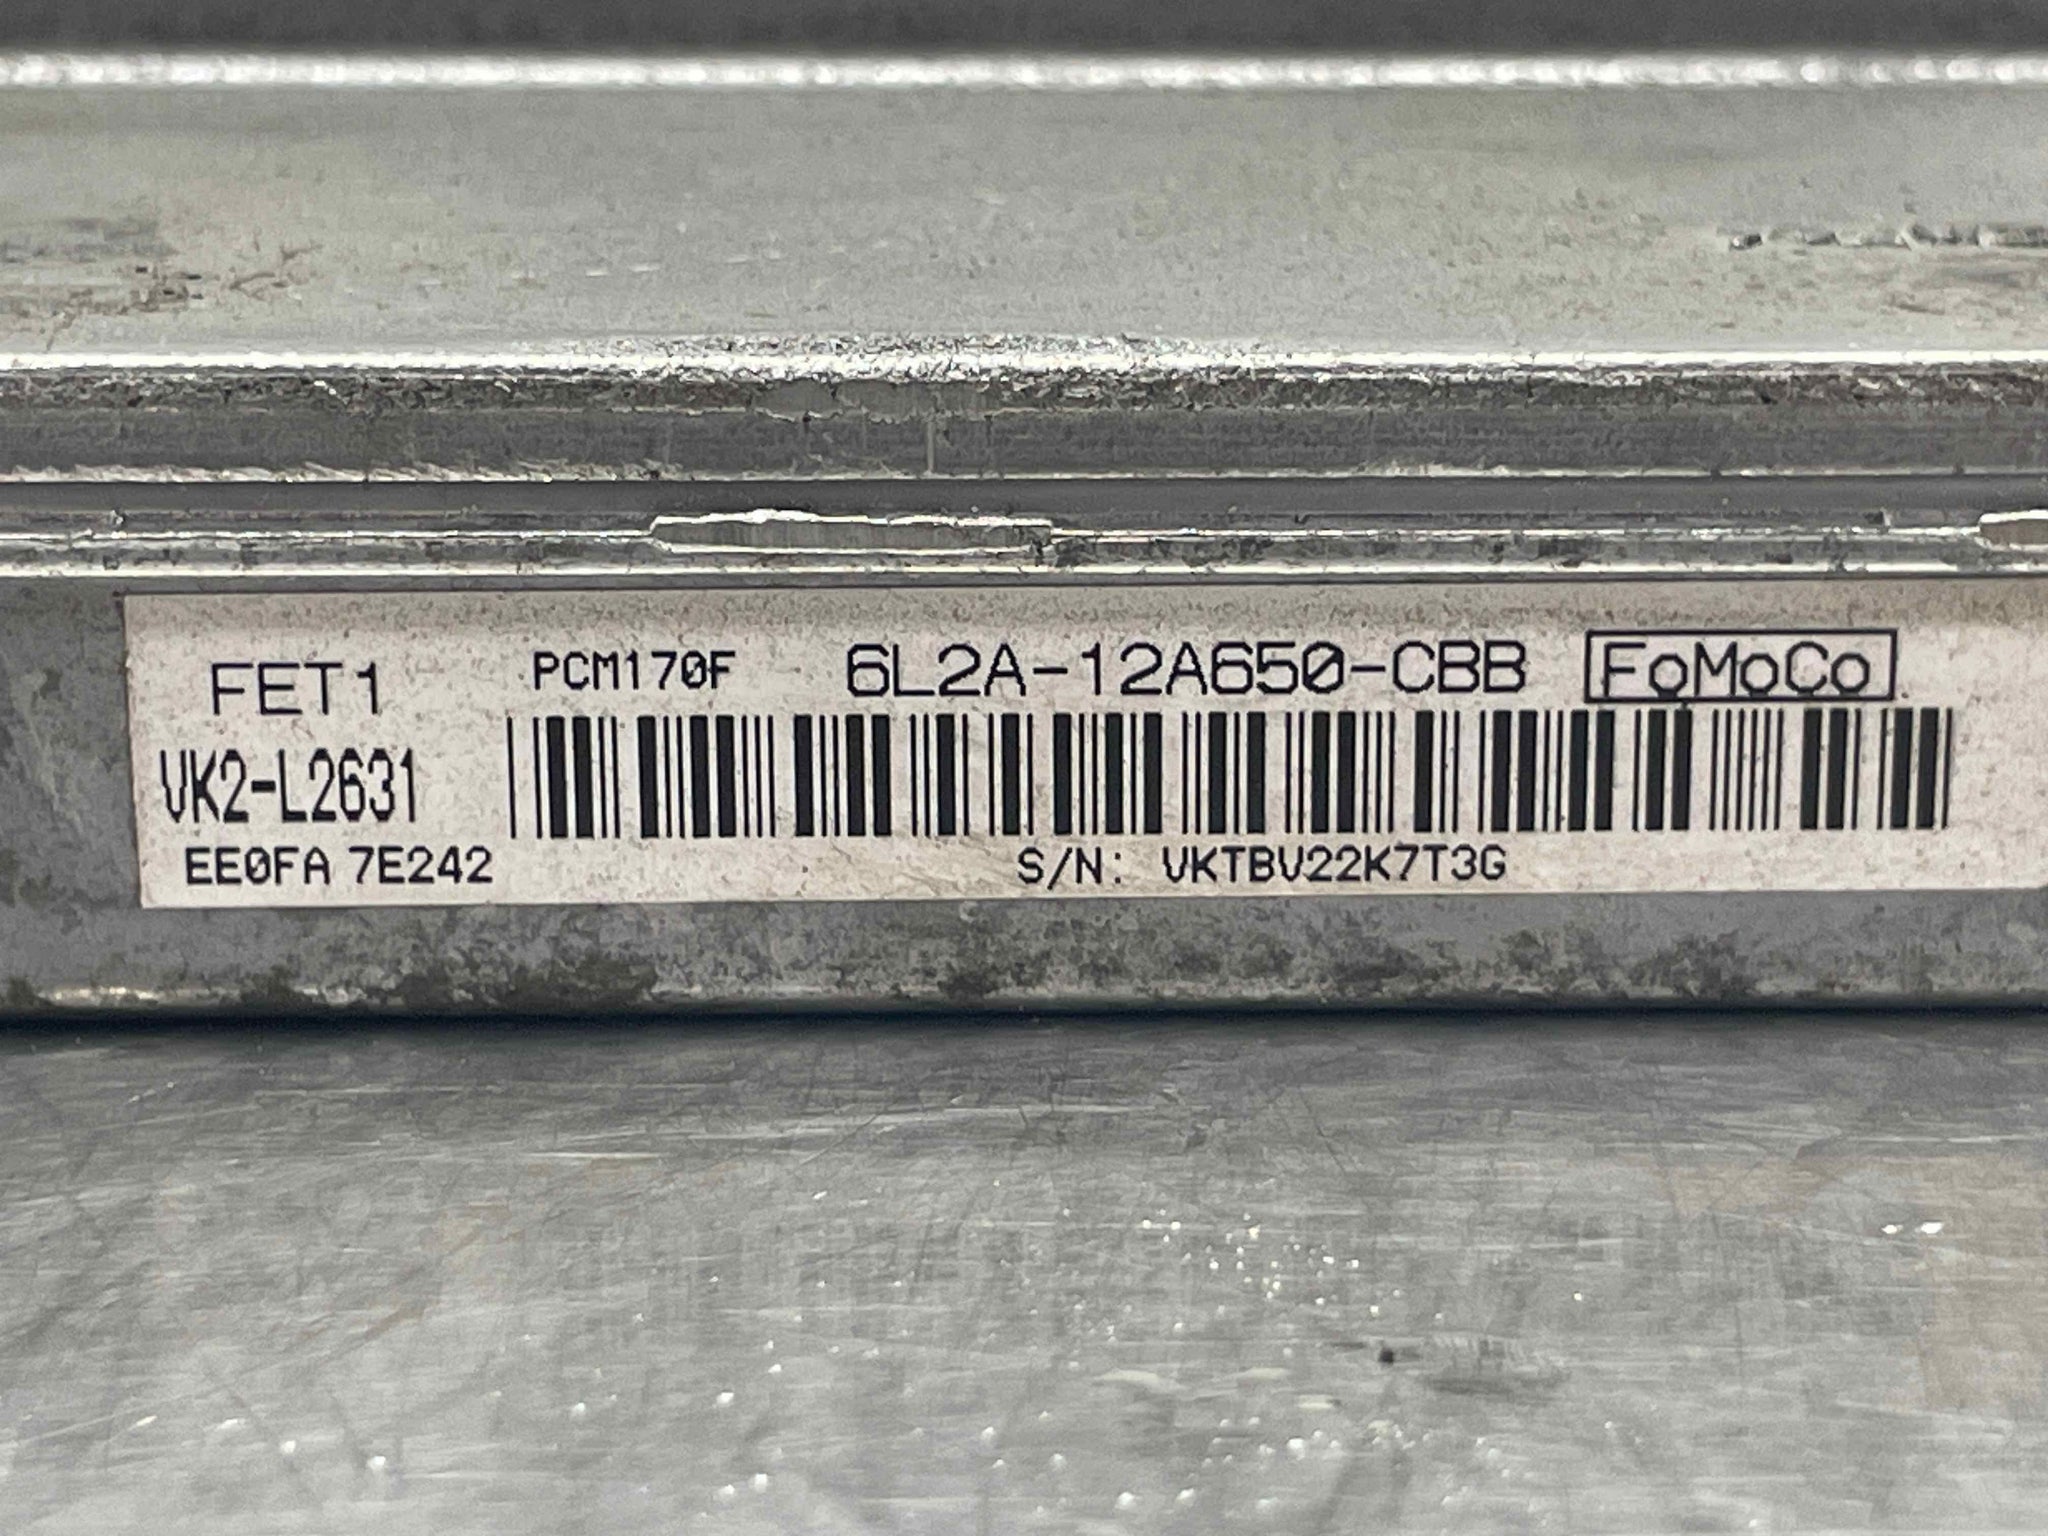 FET1 PCM170F 6L2A-12A650-CBB FoMoCo
VK2-L2631
EE0FA 7E242 S/N: VKTBV22K7T3G